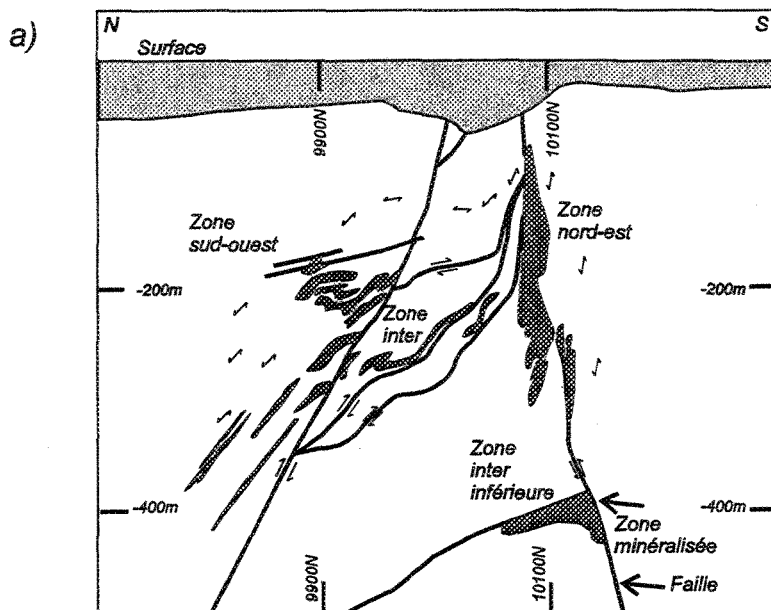 a)
N
S
Surface
9900N
10100N
Zone
sud-ouest
Zone
nord-est
-200m
-200m
Zone
inter
Zone
inter
inférieure
-400m
-400m
Zone
minéralisée
9900N
10100N
Faille